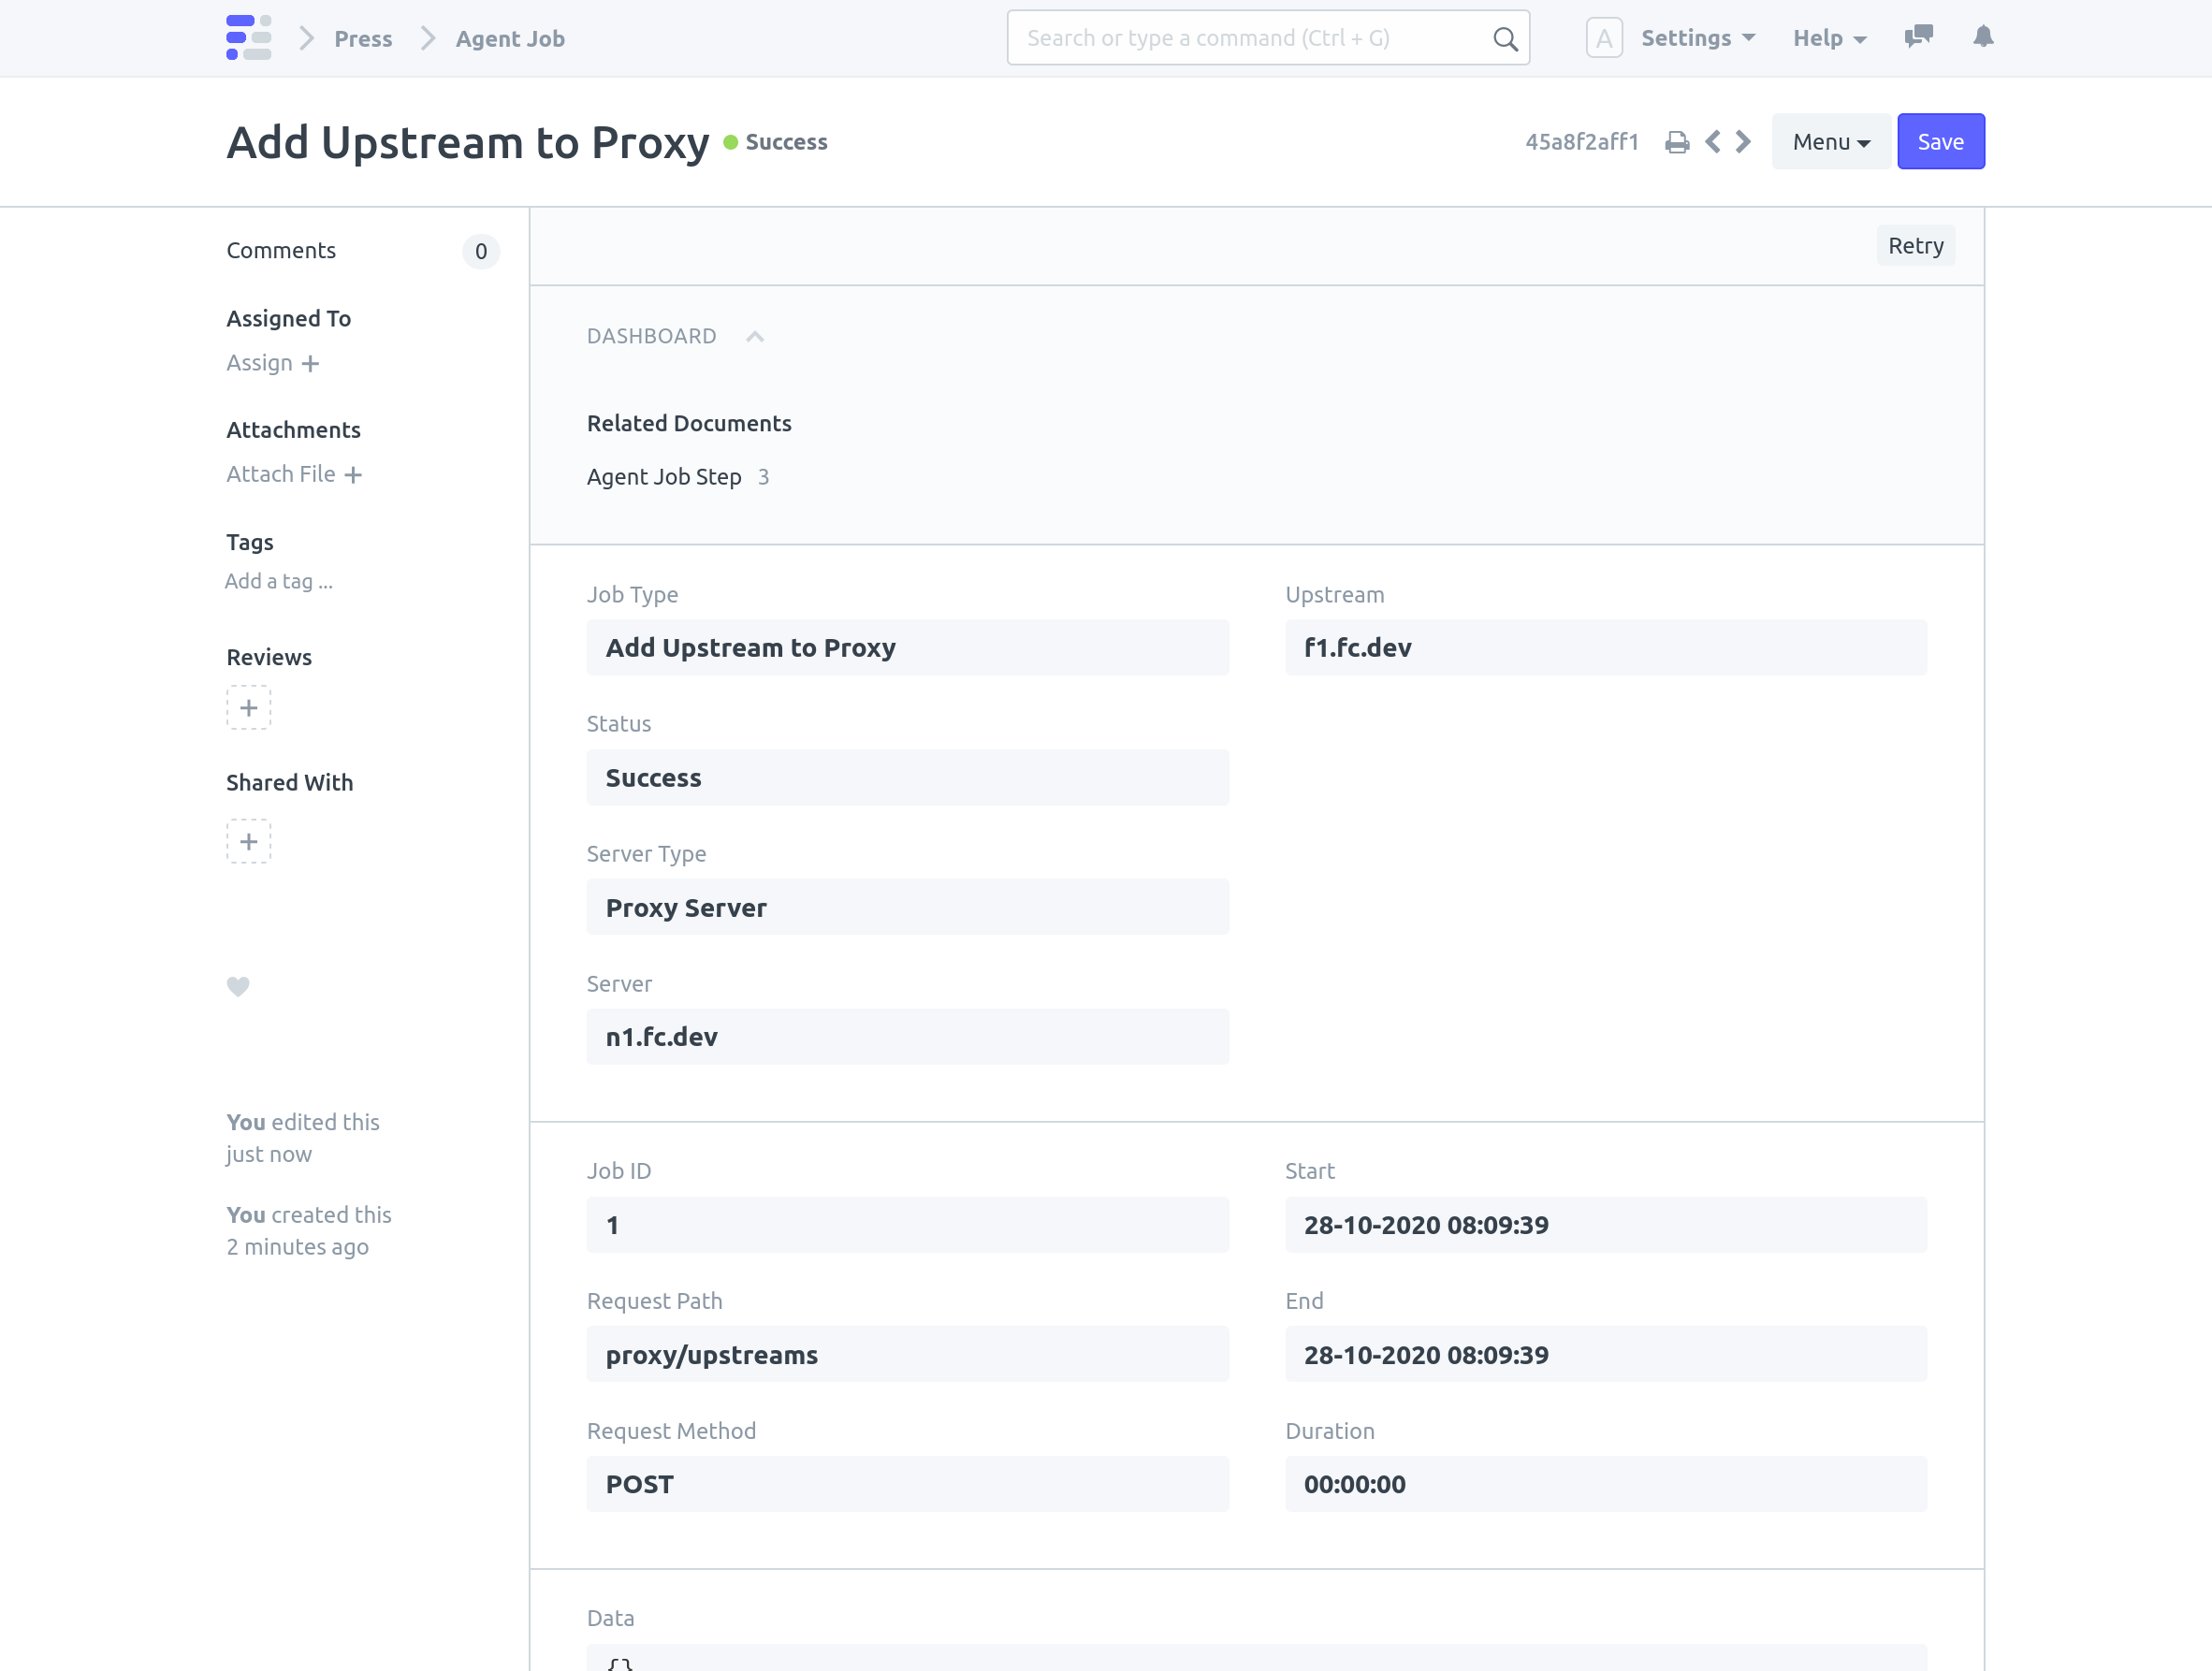 Press
Agent Job
Search or type a command (Ctrl + G)
A
Settings
Help
Add Upstream to Proxy
Success
45a8f2aff1
Menu
Save
Comments
0
Assigned To
Assign +
Attachments
Attach File +
Tags
Add a tag ...
Reviews
+
Shared With
+
You edited this
just now
You created this
2 minutes ago
Retry
DASHBOARD
Related Documents
Agent Job Step 3
Job Type
Add Upstream to Proxy
Upstream
f1.fc.dev
Status
Success
Server Type
Proxy Server
Server
n1.fc.dev
Job ID
1
Start
28-10-2020 08:09:39
Request Path
proxy/upstreams
End
28-10-2020 08:09:39
Request Method
POST
Duration
00:00:00
Data
{}